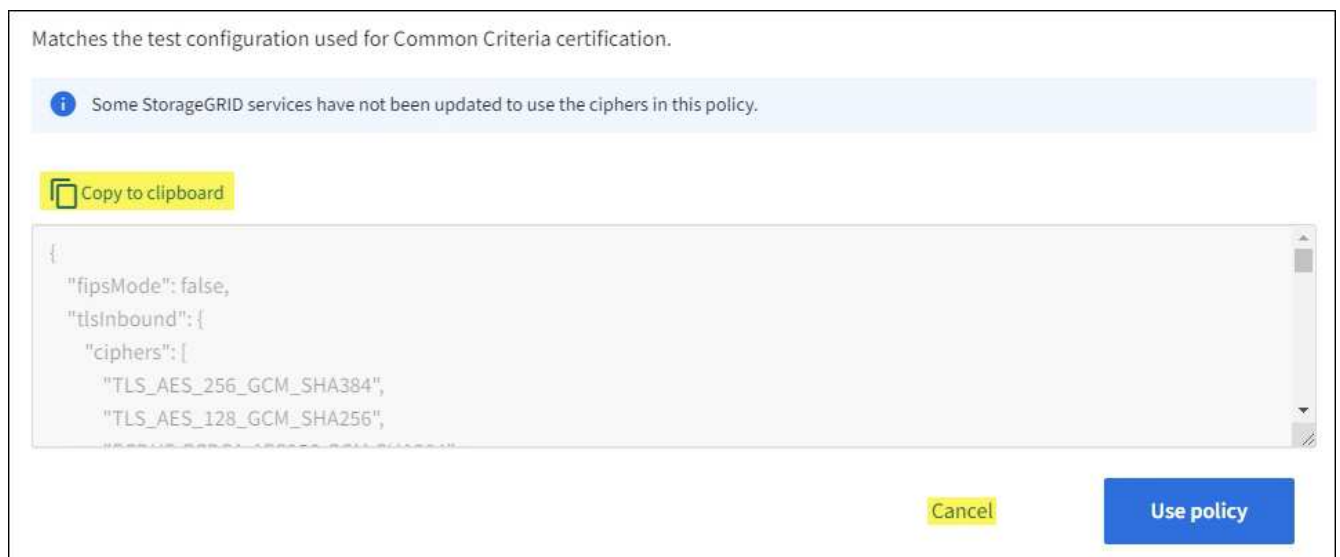 Matches the test configuration used for Common Criteria certification.
Some StorageGRID services have not been updated to use the ciphers in this policy.
Copy to clipboard
{
"fipsMode": false,
"tlsInbound": {
"ciphers": [
"TLS_AES_256_GCM_SHA384",
"TLS_AES_128_GCM_SHA256",
Cancel
Use policy